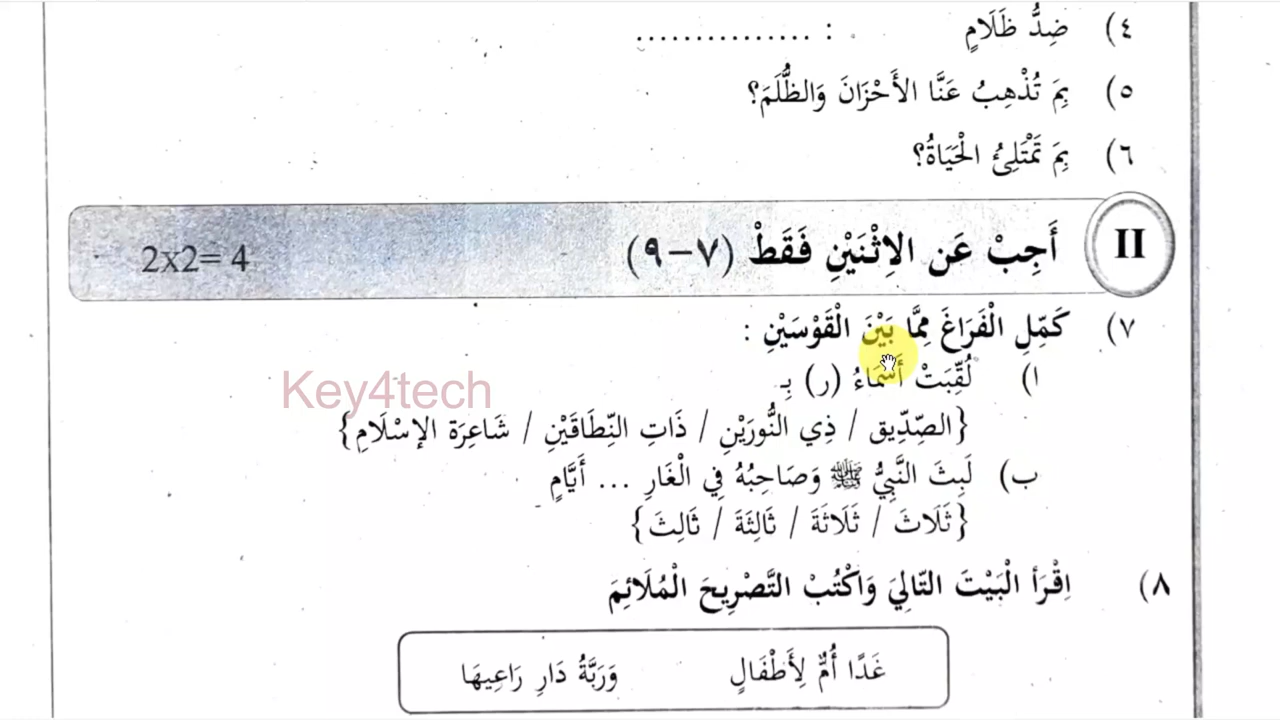 ٤) ضِدُّ ظَلَامٍ : ...............
٥) بِمَ تُذْهِبُ عَنَّا الأَحْزَانَ وَالظُّلَمَ؟
٦) بِمَ تَمْتَلِئُ الْحَيَاةُ؟
II أَجِبْ عَنِ الِاثْنَيْنِ فَقَطْ (٧-٩) 2x2= 4
٧) كَمِّلِ الْفَرَاغَ مِمَّا بَيْنَ الْقَوْسَيْنِ :
ا) لُقِّبَتْ أَسْمَاءُ (ر) بِـ
Key4tech
{الصِّدِّيق / ذِي النُّورَيْنِ / ذَاتِ النِّطَاقَيْنِ / شَاعِرَة الإِسْلَامِ}
ب) لَبِثَ النَّبِيُّ ﷺ وَصَاحِبُهُ فِي الْغَارِ ... أَيَّامٍ
{ثَلَاثَ / ثَلَاثَةَ / ثَالِثَةَ / ثَالِثَ}
٨) اِقْرَأ الْبَيْتَ التّالِيَ وَاكْتُبْ التَّصْرِيحَ الْمُلَائِمَ
غَدًا أُمٌّ لِأَطْفَالٍ وَرَبَّةُ دَارِ رَاعِيهَا